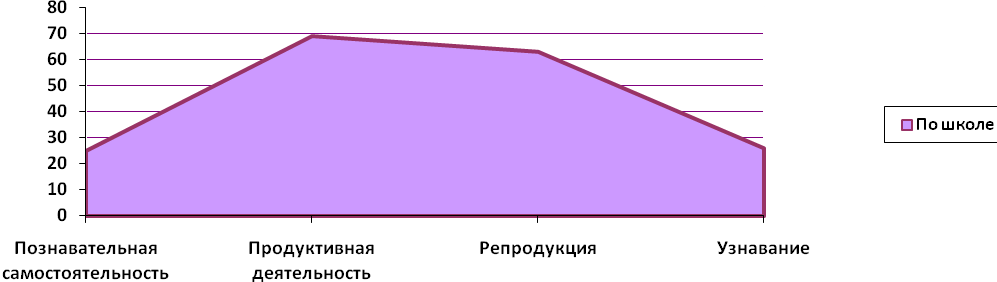 80
70
60
50
40
30
20
10
0
Познавательная
самостоятельность
Продуктивная
деятельность
Репродукция
Узнавание
По школе